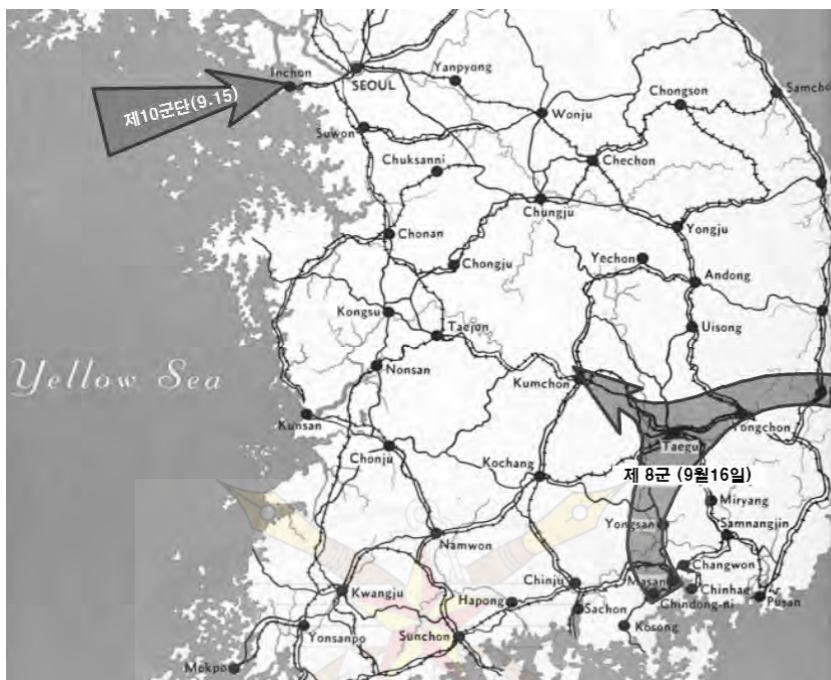 Inchon
SEOUL
Yanpyong
Chongson
Samcho
제10군단(9.15)
Wonju
Suwon
Chuksanni
Chechon
Chungju
Chonan
Yongju
Chongju
Yechon
Andong
Kongsu
Taejon
Uisong
Yellow Sea
Nonsan
Kumchon
Kunsan
Yongchon
Taegu
Chonju
Kochang
제 8군 (9월16일)
Miryang
Yongsan
Samnangjin
Namwon
Changwon
Chinju
Masan
Chinhae
Kwangju
Hapong
Sachon
Chindong-ni
Pusan
Yonsanpo
Sunchon
Kosong
Mokpo